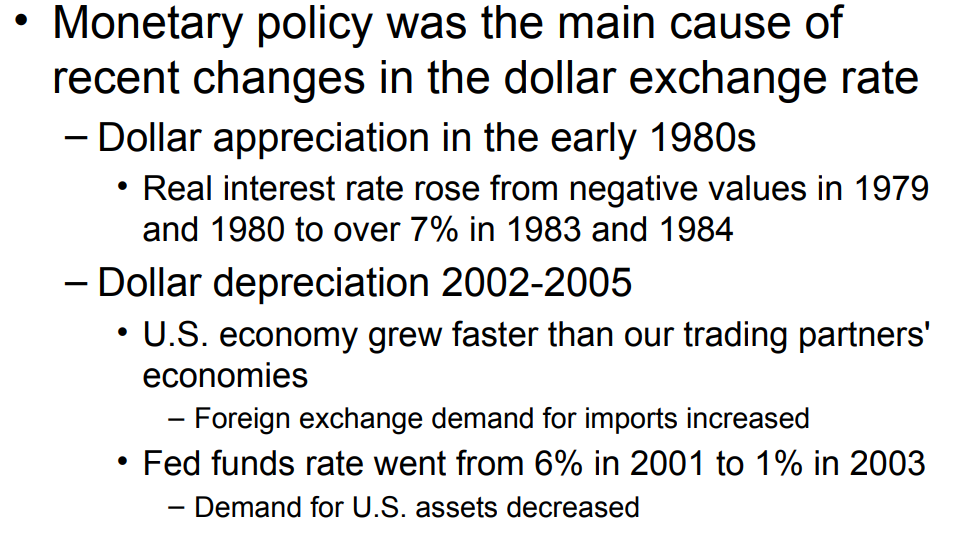 • Monetary policy was the main cause of
recent changes in the dollar exchange rate
– Dollar appreciation in the early 1980s
• Real interest rate rose from negative values in 1979
and 1980 to over 7% in 1983 and 1984
– Dollar depreciation 2002-2005
• U.S. economy grew faster than our trading partners'
economies
– Foreign exchange demand for imports increased
• Fed funds rate went from 6% in 2001 to 1% in 2003
– Demand for U.S. assets decreased